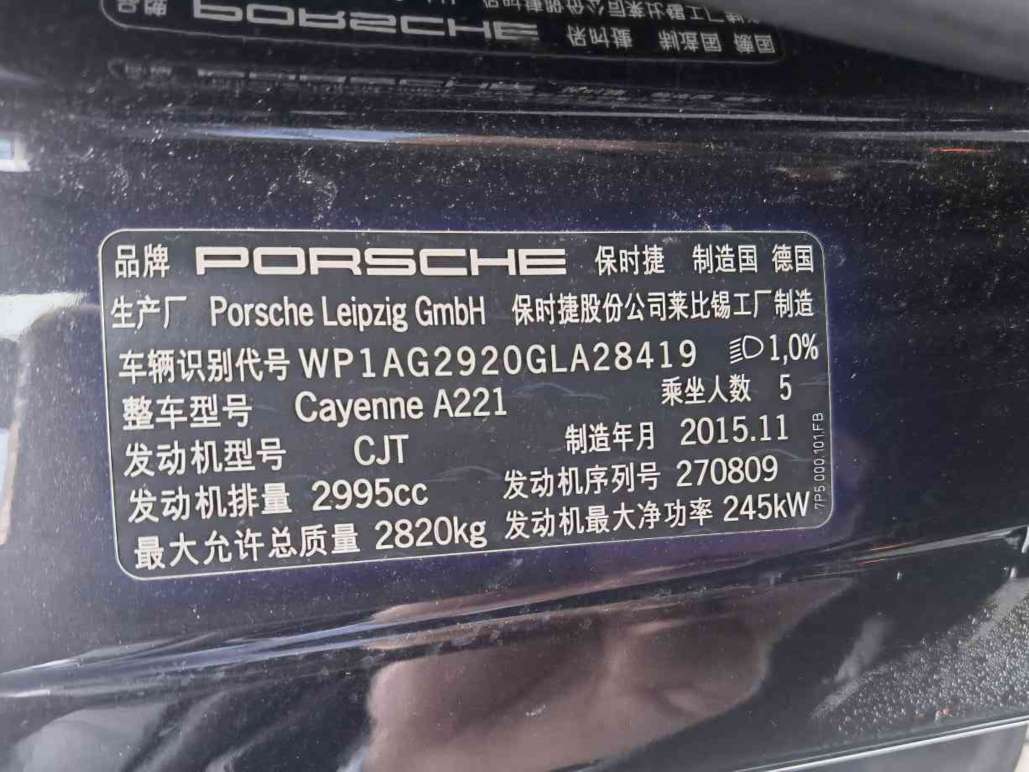 品牌 PORSCHE 保时捷 制造国 德国
生产厂 Porsche Leipzig GmbH 保时捷股份公司莱比锡工厂制造
车辆识别代号 WP1AG2920GLA28419 1,0%
整车型号 Cayenne A221 乘坐人数 5
发动机型号 CJT 制造年月 2015.11
发动机排量 2995cc 发动机序列号 270809
最大允许总质量 2820kg 发动机最大净功率 245kW
7P5 000 101 FB